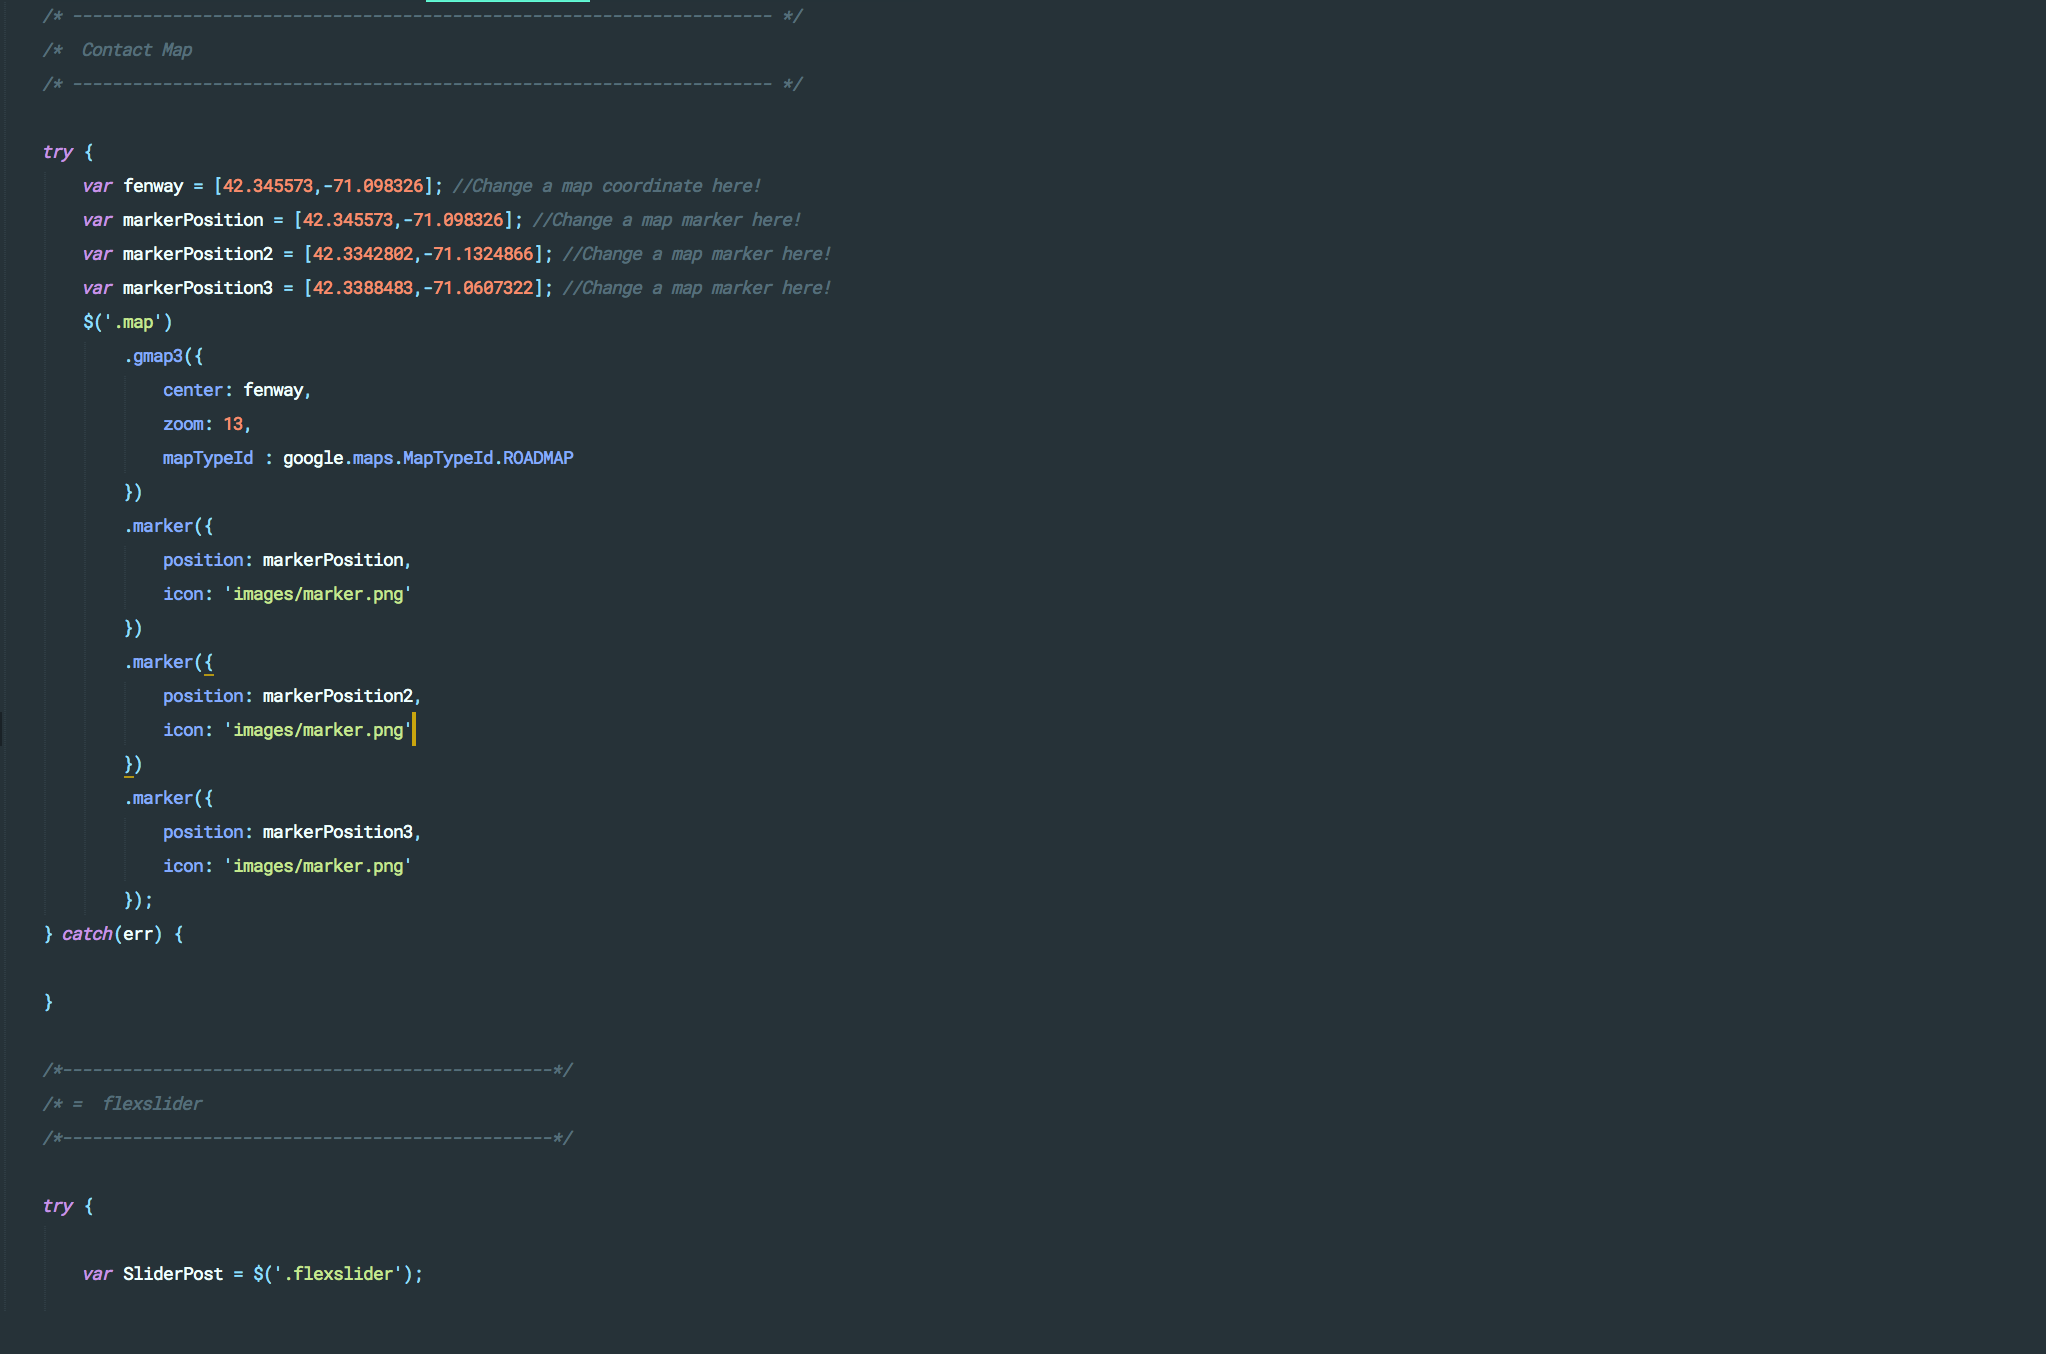 /* ---------------------------------------------------------------------- */
/*  Contact Map
/* ---------------------------------------------------------------------- */
try {
var fenway = [42.345573,-71.098326]; //Change a map coordinate here!
var markerPosition = [42.345573,-71.098326]; //Change a map marker here!
var markerPosition2 = [42.3342802,-71.1324866]; //Change a map marker here!
var markerPosition3 = [42.3388483,-71.0607322]; //Change a map marker here!
$('.map')
.gmap3({
center: fenway,
zoom: 13,
mapTypeId : google.maps.MapTypeId.ROADMAP
})
.marker({
position: markerPosition,
icon: 'images/marker.png'
})
.marker({
position: markerPosition2,
icon: 'images/marker.png'
})
.marker({
position: markerPosition3,
icon: 'images/marker.png'
});
} catch(err) {
}
/*-------------------------------------------------*/
/* =  flexslider
/*-------------------------------------------------*/
try {
var SliderPost = $('.flexslider');